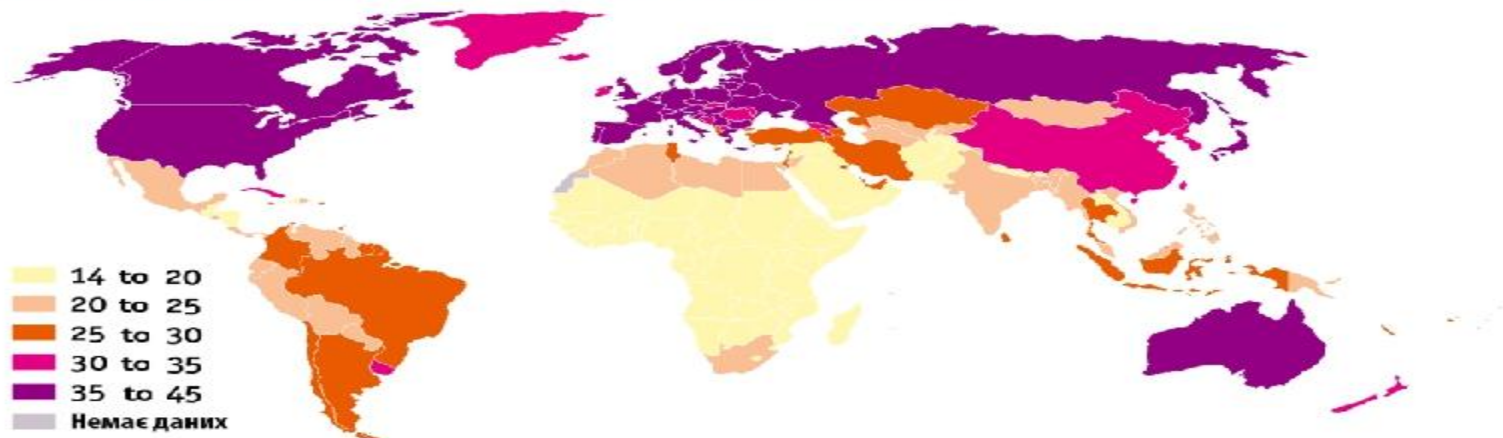 14 to 20
20 to 25
25 to 30
30 to 35
35 to 45
Немає даних